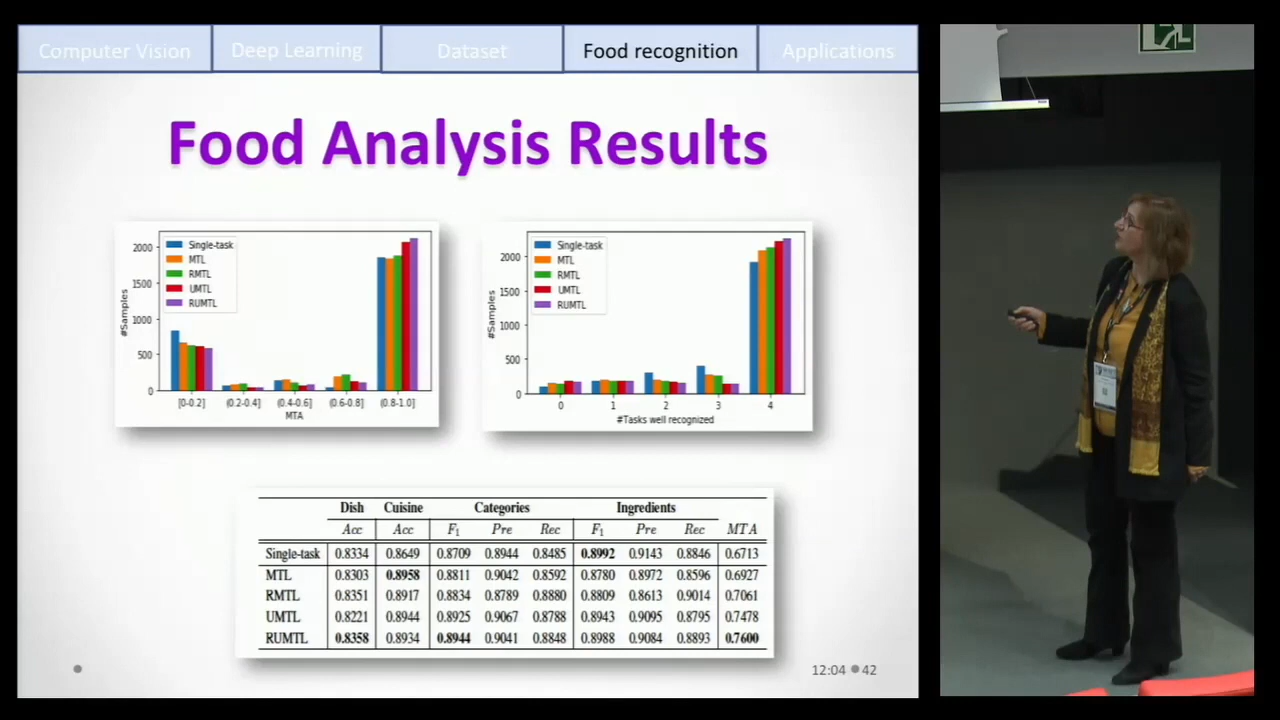 Computer Vision
Deep Learning
Dataset
Food recognition
Applications
Food Analysis Results
Single-task
MTL
RMTL
UMTL
RUMTL
2000
1500
1000
500
0
#Samples
[0-0.2] (0.2-0.4] (0.4-0.6] (0.6-0.8] (0.8-1.0]
MTA
Single-task
MTL
RMTL
UMTL
RUMTL
2000
1500
1000
500
0
#Samples
0 1 2 3 4
#Tasks well recognized
Dish Cuisine Categories Ingredients
Acc Acc F1 Pre Rec F1 Pre Rec MTA
Single-task 0.8334 0.8649 0.8709 0.8944 0.8485 0.8992 0.9143 0.8846 0.6713
MTL 0.8303 0.8958 0.8811 0.9042 0.8592 0.8780 0.8972 0.8596 0.6927
RMTL 0.8351 0.8917 0.8834 0.8789 0.8880 0.8809 0.8613 0.9014 0.7061
UMTL 0.8221 0.8944 0.8925 0.9067 0.8788 0.8943 0.9095 0.8795 0.7478
RUMTL 0.8358 0.8934 0.8944 0.9041 0.8848 0.8988 0.9084 0.8893 0.7600
12:04 42